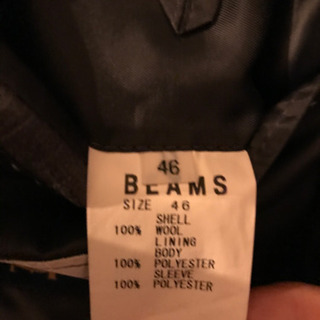 46
BEAMS
SIZE 46
SHELL
100% WOOL
LINING
BODY
100% POLYESTER
SLEEVE
100% POLYESTER